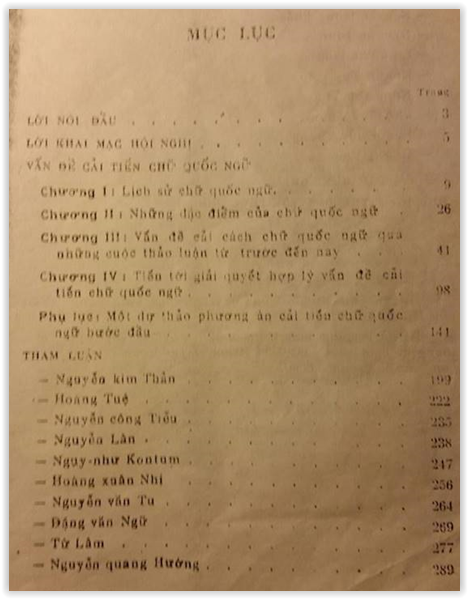 MỤC LỤC
Trang
LỜI NÓI ĐẦU . . . . . . . 3
LỜI KHAI MẠC HỘI NGHỊ . . . . . . 5
VẤN ĐỀ CẢI TIẾN CHỮ QUỐC NGỮ
Chương I: Lịch sử chữ quốc ngữ. . . . . . 9
Chương II: Những đặc điểm của chữ quốc ngữ . 26
Chương III: Vấn đề cải cách chữ quốc ngữ qua
những cuộc thảo luận từ trước đến nay . . . 41
Chương IV: Tiến tới giải quyết hợp lý vấn đề cải
tiến chữ quốc ngữ . . . . . . . 98
Phụ lục: Một dự thảo phương án cải tiến chữ quốc
ngữ bước đầu . . . . . . . 141
THAM LUẬN
— Nguyễn kim Thản . . . . . . 199
— Hoàng Tuệ . . . . . . . 222
— Nguyễn công Tiễu . . . . . . 235
— Nguyễn Lân . . . . . . . 238
— Ngụy-như Kontum . . . . . . 247
— Hoàng xuân Nhị . . . . . . 256
— Nguyễn văn Tu . . . . . . 264
— Đặng văn Ngữ . . . . . . 269
— Từ Lâm . . . . . . . 277
— Nguyễn quang Hường . . . . . 289